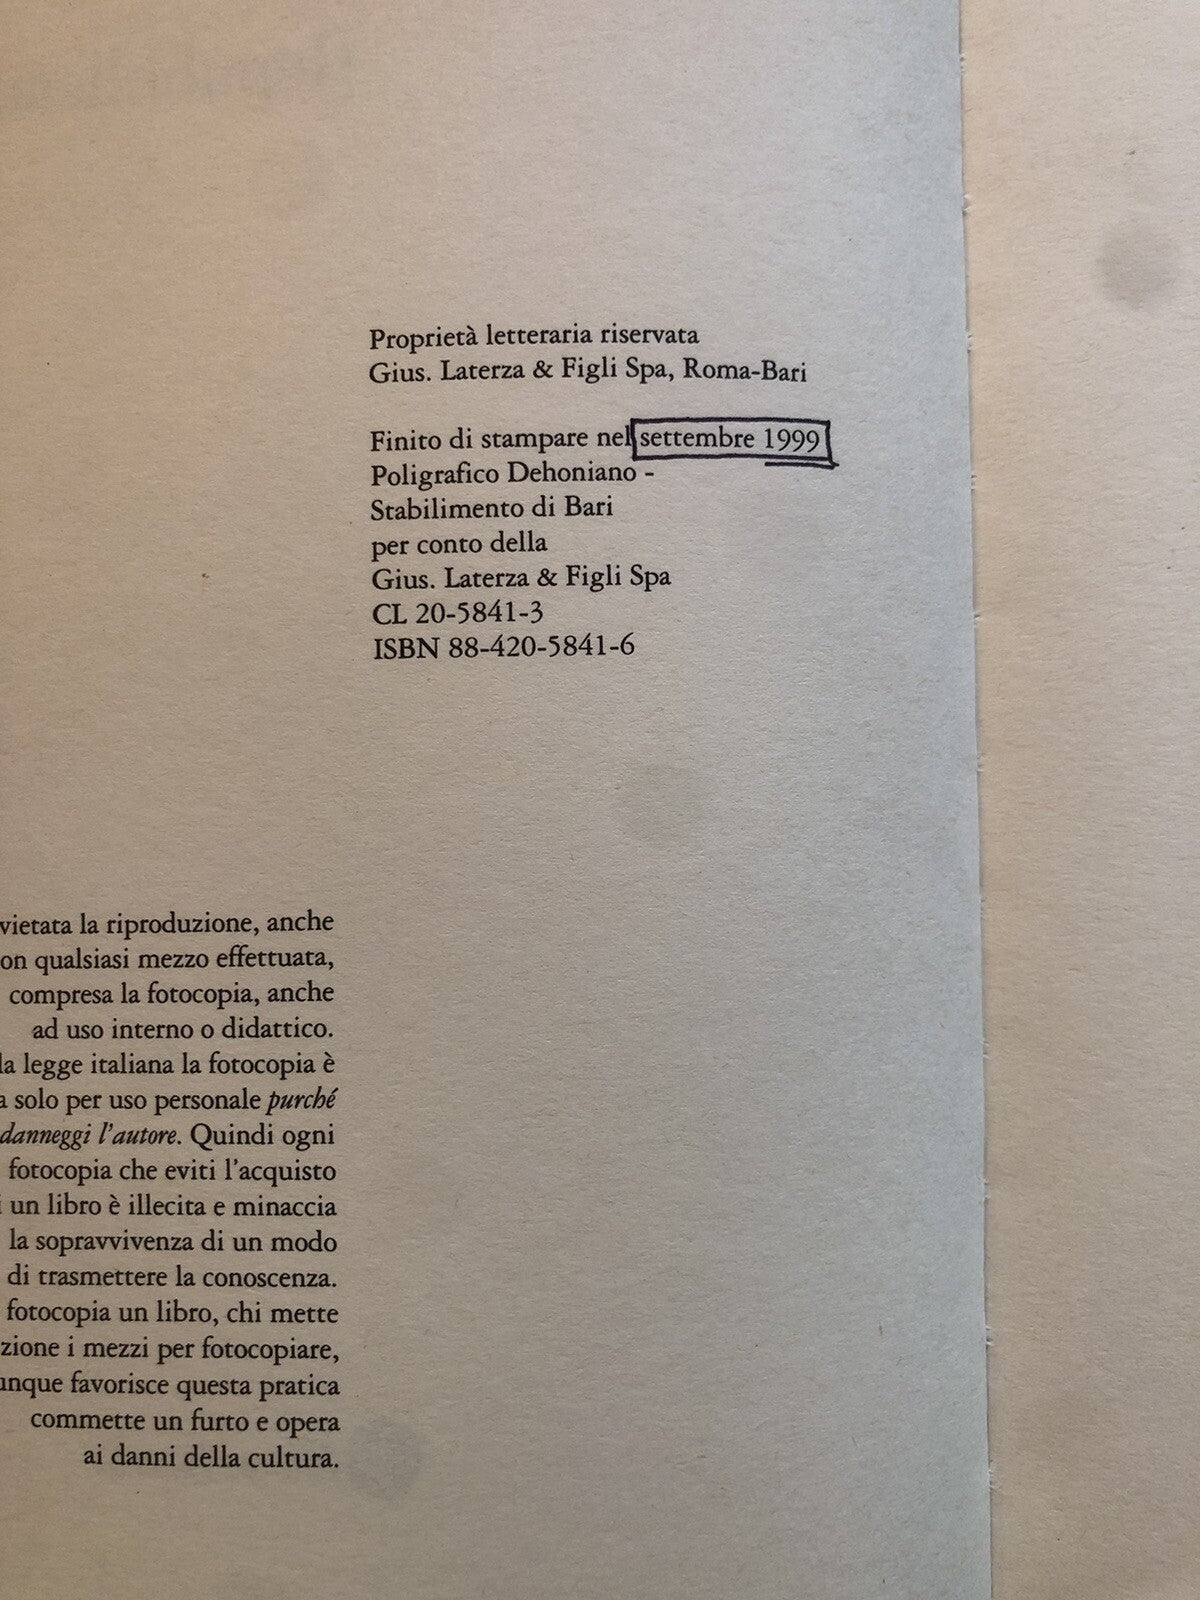 Proprietà letteraria riservata
Gius. Laterza & Figli Spa, Roma-Bari
Finito di stampare nel settembre 1999
Poligrafico Dehoniano -
Stabilimento di Bari
per conto della
Gius. Laterza & Figli Spa
CL 20-5841-3
ISBN 88-420-5841-6
vietata la riproduzione, anche
on qualsiasi mezzo effettuata,
compresa la fotocopia, anche
ad uso interno o didattico.
la legge italiana la fotocopia è
a solo per uso personale purché
danneggi l'autore. Quindi ogni
fotocopia che eviti l'acquisto
i un libro è illecita e minaccia
la sopravvivenza di un modo
di trasmettere la conoscenza.
fotocopia un libro, chi mette
zione i mezzi per fotocopiare,
unque favorisce questa pratica
commette un furto e opera
ai danni della cultura.